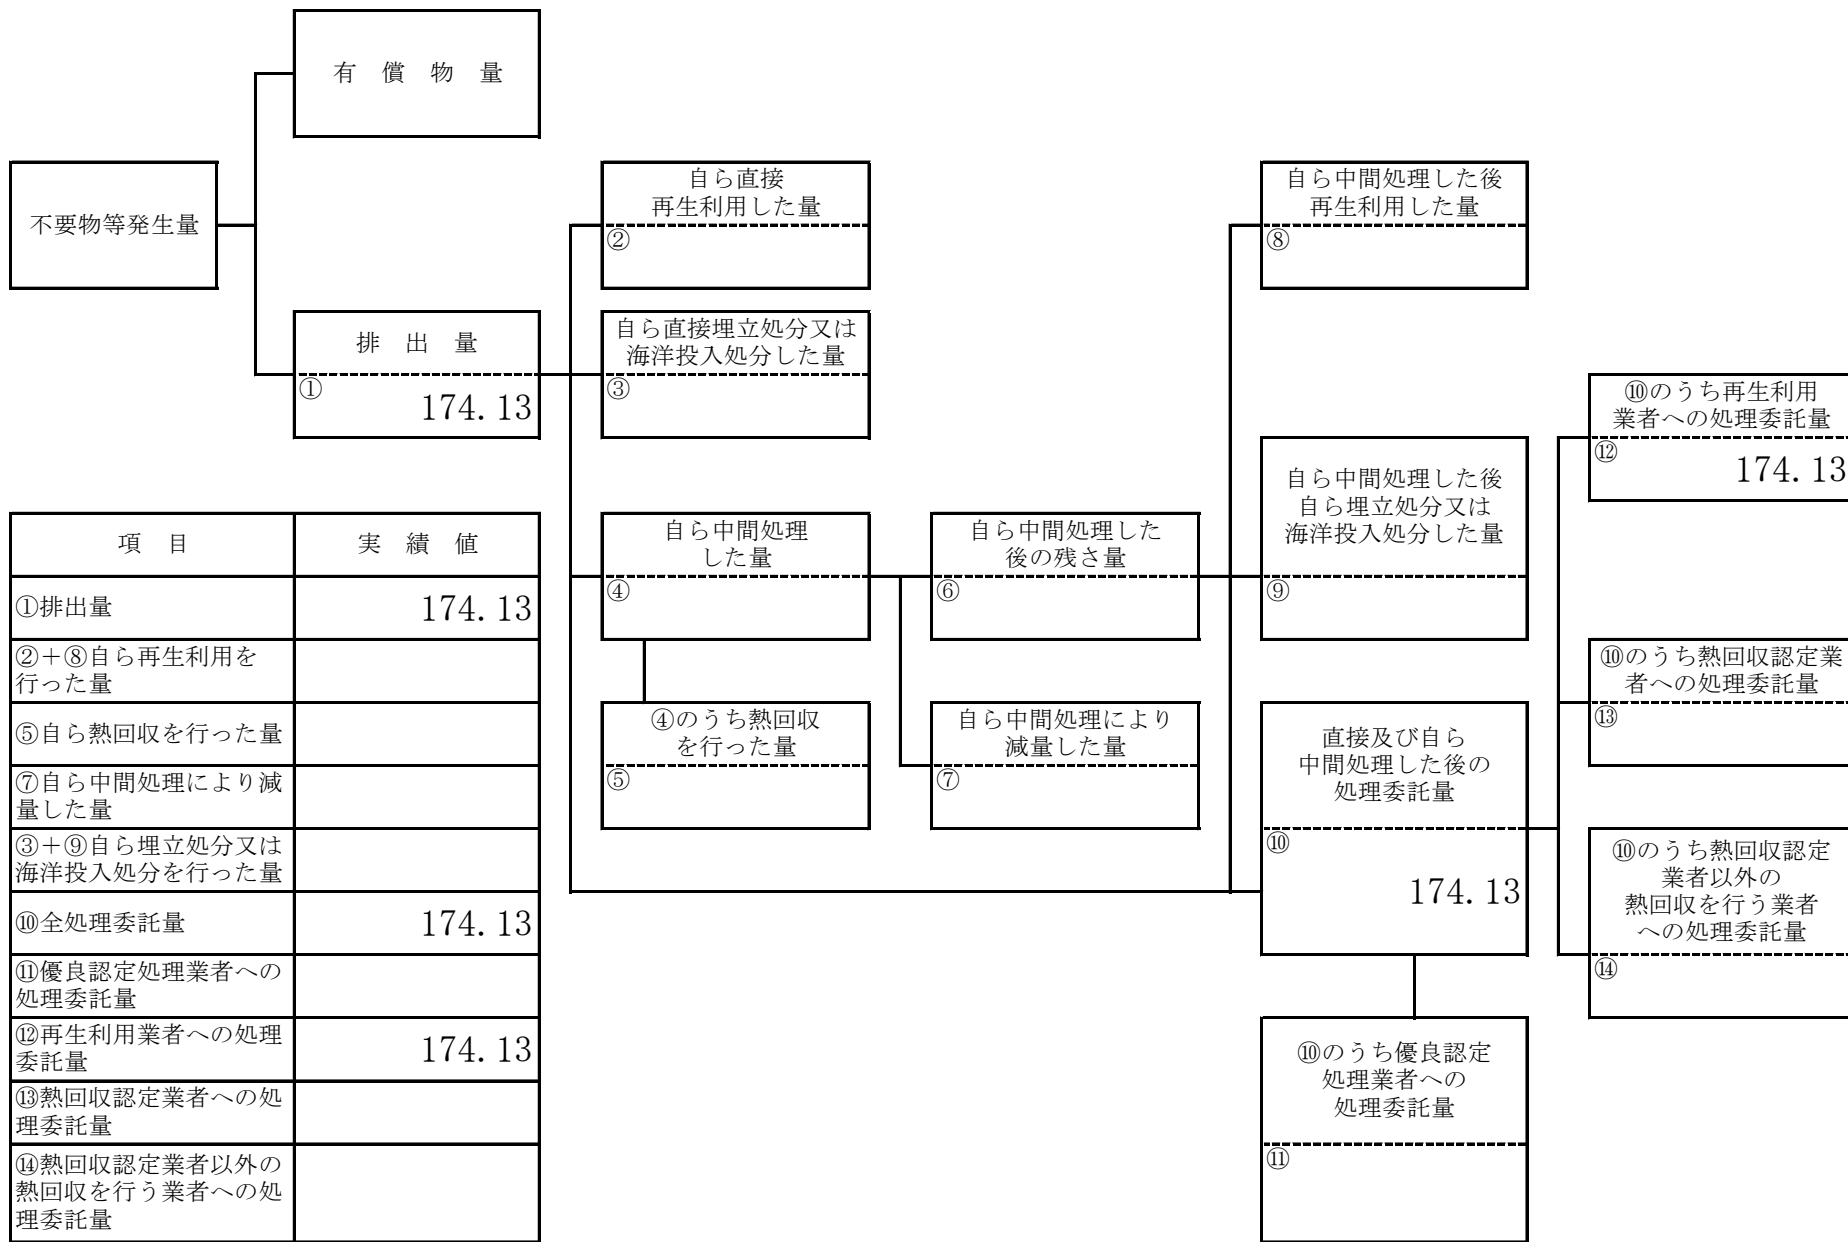 有　償　物　量
不要物等発生量
排　出　量
①
174.13
自ら直接
再生利用した量
②
自ら直接埋立処分又は
海洋投入処分した量
③
自ら中間処理
した量
④
④のうち熱回収
を行った量
⑤
自ら中間処理した
後の残さ量
⑥
自ら中間処理により
減量した量
⑦
自ら中間処理した後
再生利用した量
⑧
自ら中間処理した後
自ら埋立処分又は
海洋投入処分した量
⑨
直接及び自ら
中間処理した後の
処理委託量
⑩
174.13
⑩のうち優良認定
処理業者への
処理委託量
⑪
⑩のうち再生利用
業者への処理委託量
⑫
174.13
⑩のうち熱回収認定業
者への処理委託量
⑬
⑩のうち熱回収認定
業者以外の
熱回収を行う業者
への処理委託量
⑭
項　目　実　績　値
①排出量　174.13
②＋⑧自ら再生利用を
行った量
⑤自ら熱回収を行った量
⑦自ら中間処理により減
量した量
③＋⑨自ら埋立処分又は
海洋投入処分を行った量
⑩全処理委託量　174.13
⑪優良認定処理業者への
処理委託量
⑫再生利用業者への処理
委託量　174.13
⑬熱回収認定業者への処
理委託量
⑭熱回収認定業者以外の
熱回収を行う業者への処
理委託量